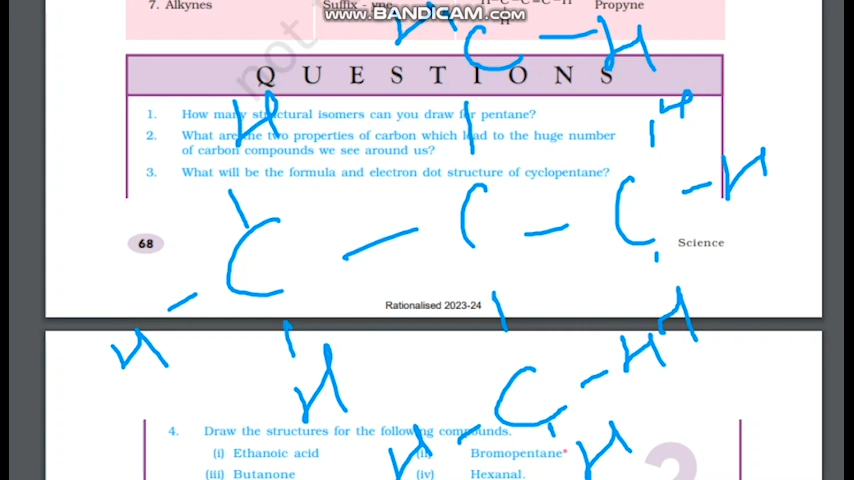 www.BANDICAM.com
7. Alkynes Suffix - yne H–C–C≡C–H Propyne
H
H C — H
QUESTIONS
1. How many structural isomers can you draw for pentane?
2. What are the two properties of carbon which lead to the huge number
of carbon compounds we see around us?
3. What will be the formula and electron dot structure of cyclopentane?
H H
H – C — C – C – H
68 Science
Rationalised 2023-24
H H
H – C – H
H
4. Draw the structures for the following compounds.
(i) Ethanoic acid (ii) Bromopentane*
(iii) Butanone (iv) Hexanal.
2